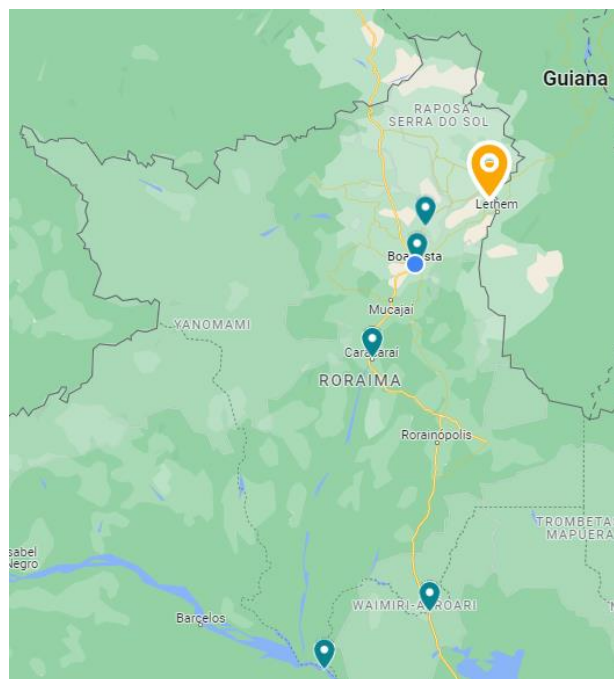 Guiana
RAPOSA
SERRA DO SOL
Lethem
Boa Vista
Mucajaí
YANOMAMI
Caracaraí
RORAIMA
Rorainópolis
TROMBETA
MAPUERA
sabel
Negro
WAIMIRI-ATROARI
Barcelos